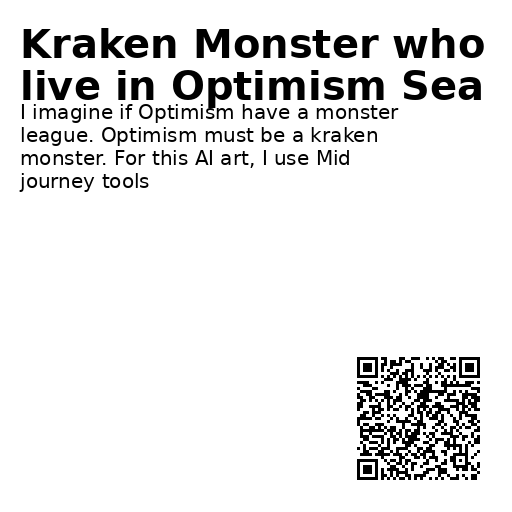 Kraken Monster who
live in Optimism Sea
I imagine if Optimism have a monster
league. Optimism must be a kraken
monster. For this AI art, I use Mid
journey tools